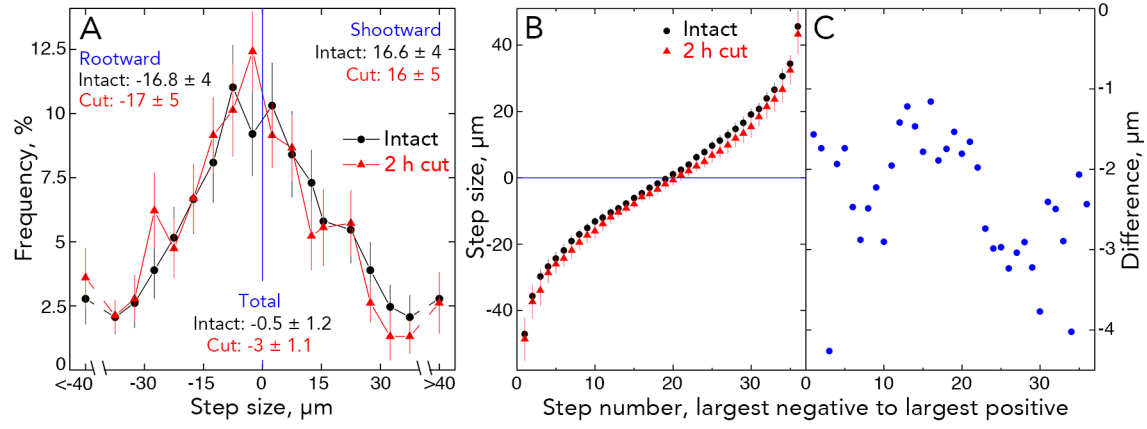 A
Rootward
Intact: -16.8 ± 4
Cut: -17 ± 5
Shootward
Intact: 16.6 ± 4
Cut: 16 ± 5
Intact
2 h cut
Total
Intact: -0.5 ± 1.2
Cut: -3 ± 1.1
Frequency, %
12.5
10
7.5
5
2.5
0
<-40
-30
-15
0
15
30
>40
Step size, µm
B
Intact
2 h cut
Step size, µm
40
20
0
-20
-40
0
10
20
30
C
0
-1
-2
-3
-4
Difference, µm
0
10
20
30
Step number, largest negative to largest positive